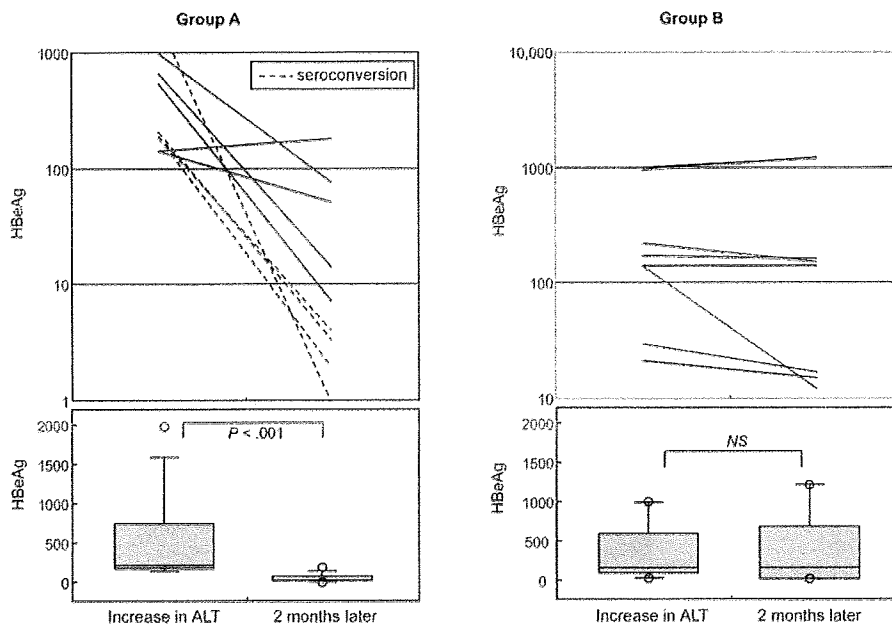 Group A
1000
seroconversion
100
10
1
HBeAg
2000
P < .001
1500
1000
500
0
HBeAg
Increase in ALT
2 months later
Group B
10,000
1000
100
10
HBeAg
2000
NS
1500
1000
500
0
HBeAg
Increase in ALT
2 months later